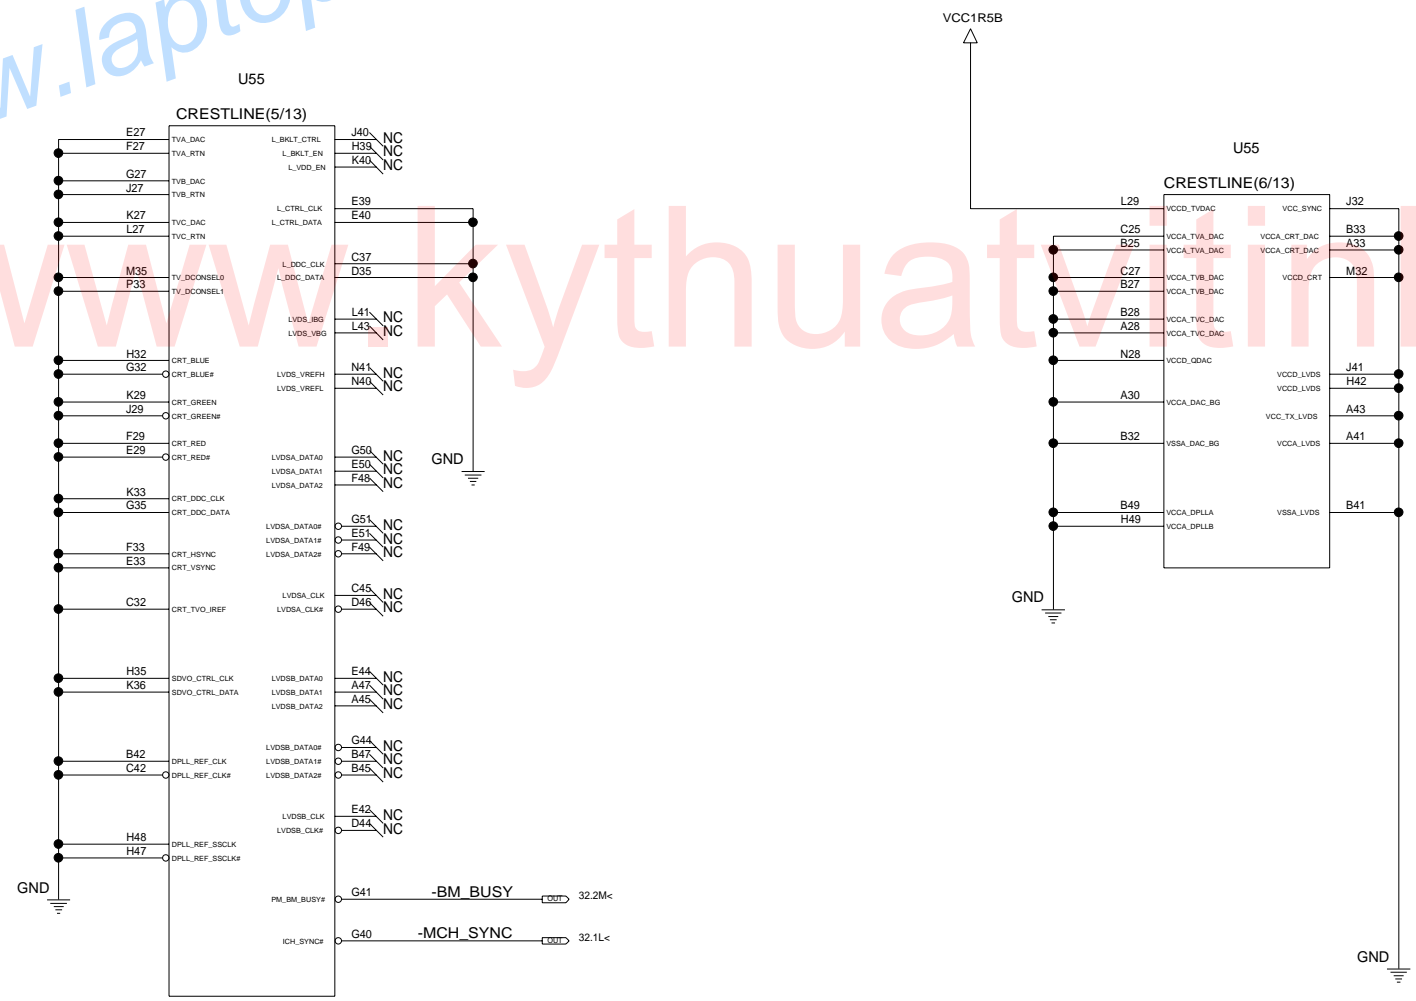 w.laptop
www.kythuatvitinh
U55
CRESTLINE(5/13)
E27 TVA_DAC L_BKLT_CTRL J40 NC
F27 TVA_RTN L_BKLT_EN H39 NC
L_VDD_EN K40 NC
G27 TVB_DAC
J27 TVB_RTN
L_CTRL_CLK E39
K27 TVC_DAC L_CTRL_DATA E40
L27 TVC_RTN
L_DDC_CLK C37
M35 TV_DCONSEL0 L_DDC_DATA D35
P33 TV_DCONSEL1
LVDS_IBG L41 NC
LVDS_VBG L43 NC
H32 CRT_BLUE
G32 CRT_BLUE# LVDS_VREFH N41 NC
LVDS_VREFL N40 NC
K29 CRT_GREEN
J29 CRT_GREEN#
F29 CRT_RED
E29 CRT_RED# LVDSA_DATA0 G50 NC
LVDSA_DATA1 E50 NC
LVDSA_DATA2 F48 NC
GND
K33 CRT_DDC_CLK
G35 CRT_DDC_DATA
LVDSA_DATA0# G51 NC
LVDSA_DATA1# E51 NC
F33 CRT_HSYNC LVDSA_DATA2# F49 NC
E33 CRT_VSYNC
LVDSA_CLK C45 NC
C32 CRT_TVO_IREF LVDSA_CLK# D46 NC
H35 SDVO_CTRL_CLK LVDSB_DATA0 E44 NC
K36 SDVO_CTRL_DATA LVDSB_DATA1 A47 NC
LVDSB_DATA2 A45 NC
LVDSB_DATA0# G44 NC
B42 DPLL_REF_CLK LVDSB_DATA1# B47 NC
C42 DPLL_REF_CLK# LVDSB_DATA2# B45 NC
LVDSB_CLK E42 NC
LVDSB_CLK# D44 NC
H48 DPLL_REF_SSCLK
H47 DPLL_REF_SSCLK#
GND
PM_BM_BUSY# G41 -BM_BUSY OUT 32.2M<
ICH_SYNC# G40 -MCH_SYNC OUT 32.1L<
VCC1R5B
U55
CRESTLINE(6/13)
L29 VCCD_TVDAC VCC_SYNC J32
C25 VCCA_TVA_DAC VCCA_CRT_DAC B33
B25 VCCA_TVA_DAC VCCA_CRT_DAC A33
C27 VCCA_TVB_DAC VCCD_CRT M32
B27 VCCA_TVB_DAC
B28 VCCA_TVC_DAC
A28 VCCA_TVC_DAC
N28 VCCD_QDAC
VCCD_LVDS J41
VCCD_LVDS H42
A30 VCCA_DAC_BG
VCC_TX_LVDS A43
B32 VSSA_DAC_BG VCCA_LVDS A41
B49 VCCA_DPLLA VSSA_LVDS B41
H49 VCCA_DPLLB
GND
GND